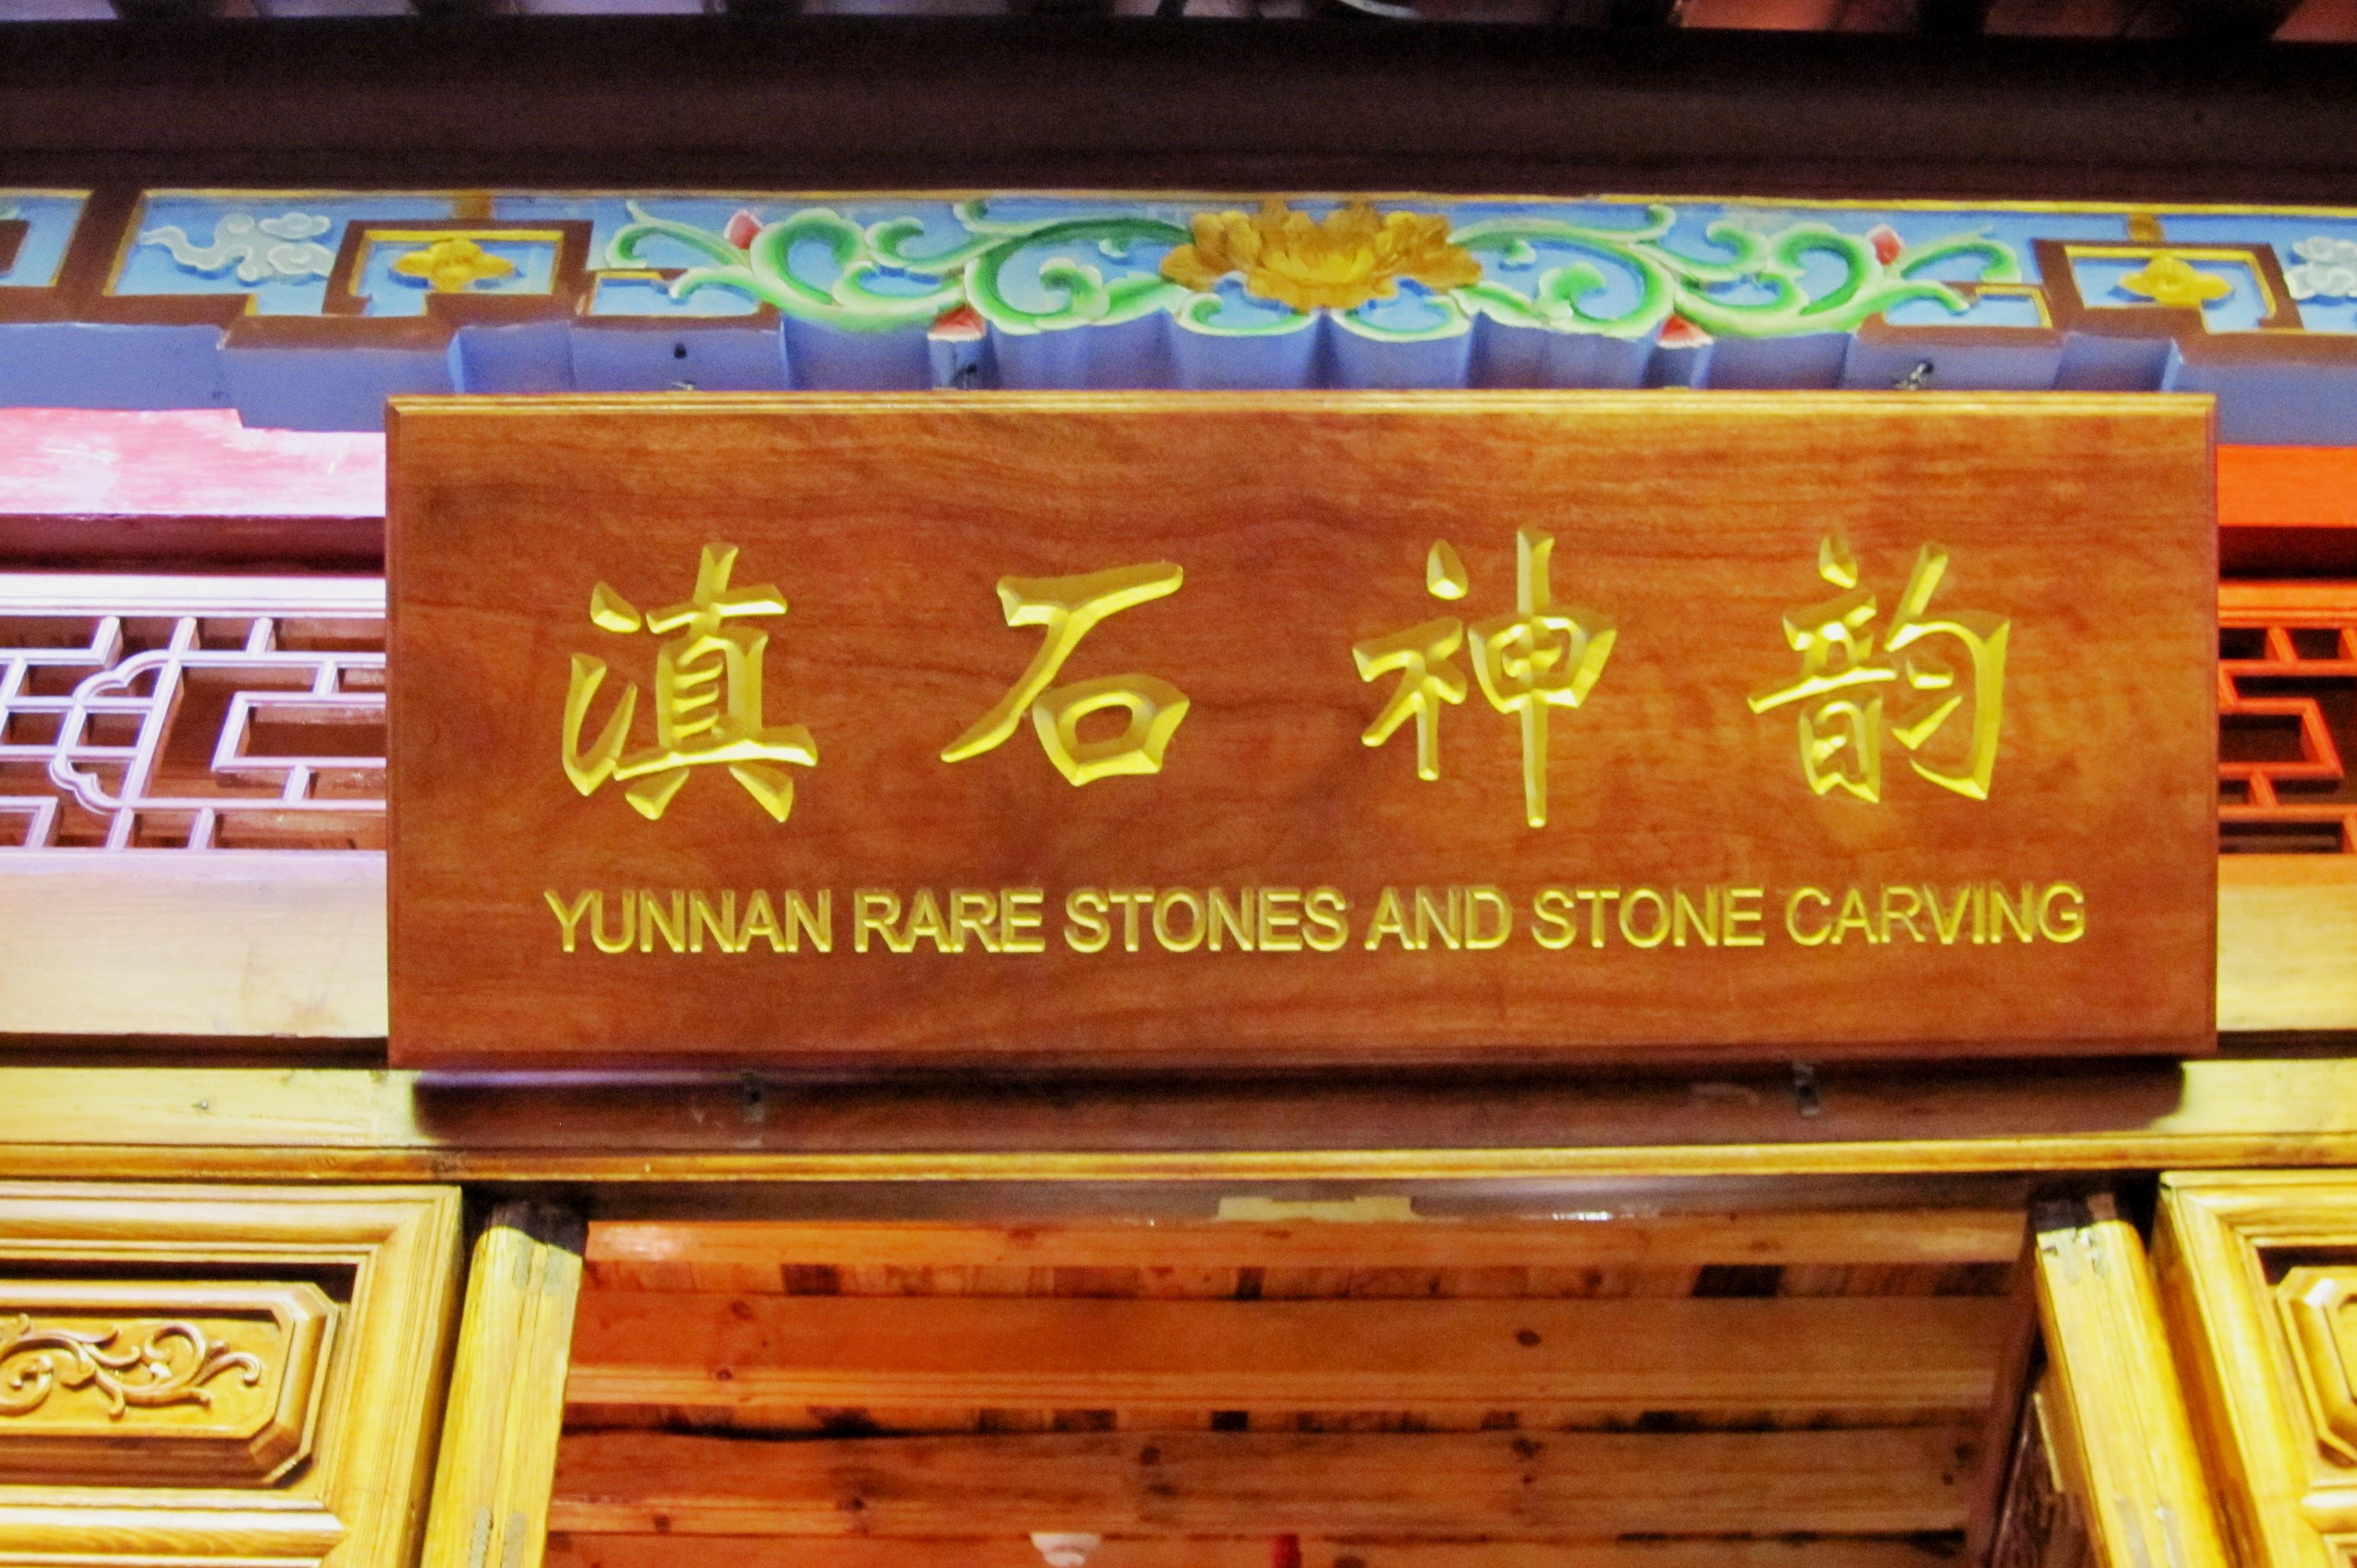 滇石神韵
YUNNAN RARE STONES AND STONE CARVING